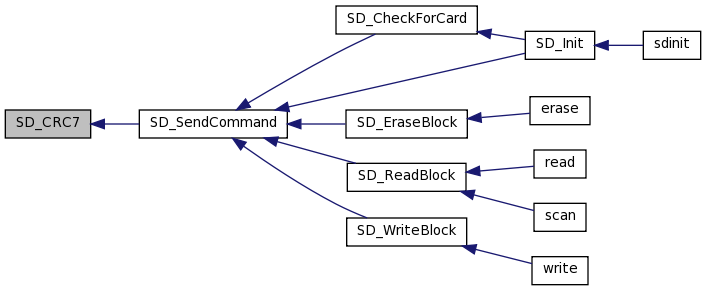 SD_CheckForCard
SD_Init
sdinit
SD_CRC7
SD_SendCommand
SD_EraseBlock
erase
SD_ReadBlock
read
scan
SD_WriteBlock
write